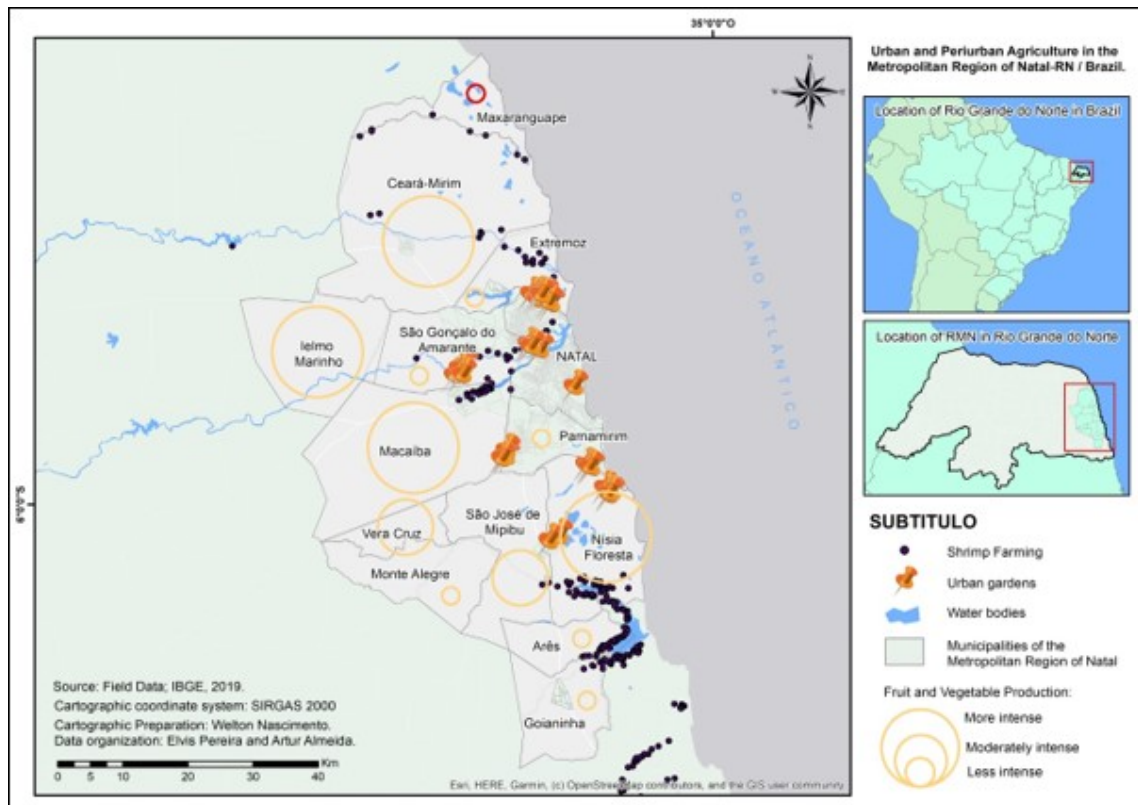 35°0'0"O
Urban and Periurban Agriculture in the
Metropolitan Region of Natal-RN / Brazil.
Location of Rio Grande do Norte in Brazil
N
W
E
S
Maxaranguape
Ceará-Mirim
Extremoz
OCEANO ATLÂNTICO
São Gonçalo do
Amarante
Ielmo
Marinho
NATAL
Location of RMN in Rio Grande do Norte
Macaíba
Parnamirim
6°0'0"S
São José de
Mipibu
Vera Cruz
Nísia
Floresta
Monte Alegre
Arês
Goianinha
SUBTITULO
Shrimp Farming
Urban gardens
Water bodies
Municipalities of the
Metropolitan Region of Natal
Fruit and Vegetable Production:
More intense
Moderately intense
Less intense
Source: Field Data; IBGE, 2019.
Cartographic coordinate system: SIRGAS 2000
Cartographic Preparation: Welton Nascimento.
Data organization: Elvis Pereira and Artur Almeida.
Km
0 5 10 20 30 40
Esri, HERE, Garmin, (c) OpenStreetMap contributors, and the GIS user community